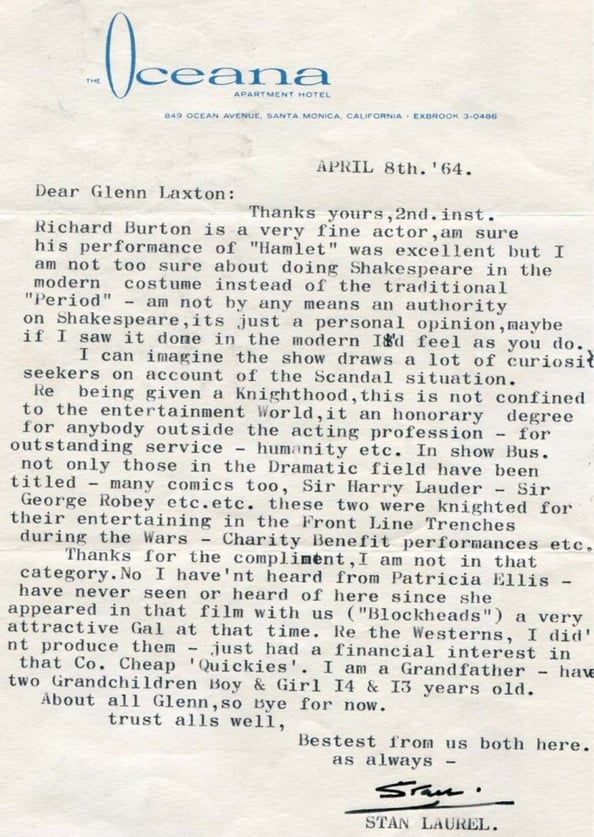 THE Oceana
APARTMENT HOTEL
849 OCEAN AVENUE, SANTA MONICA, CALIFORNIA · EXBROOK 3-0486
APRIL 8th.'64.
Dear Glenn Laxton:
Thanks yours,2nd.inst.
Richard Burton is a very fine actor,am sure
his performance of "Hamlet" was excellent but I
am not too sure about doing Shakespeare in the
modern costume instead of the traditional
"Period" - am not by any means an authority
on Shakespeare,its just a personal opinion,maybe
if I saw it done in the modern I'd feel as you do.
I can imagine the show draws a lot of curiosit
seekers on account of the Scandal situation.
Re being given a Knighthood,this is not confined
to the entertainment World,it an honorary degree
for anybody outside the acting profession - for
outstanding service - humanity etc. In show Bus.
not only those in the Dramatic field have been
titled - many comics too, Sir Harry Lauder - Sir
George Robey etc.etc. these two were knighted for
their entertaining in the Front Line Trenches
during the Wars - Charity Benefit performances etc.
Thanks for the compliment,I am not in that
category.No I have'nt heard from Patricia Ellis -
have never seen or heard of here since she
appeared in that film with us ("Blockheads") a very
attractive Gal at that time. Re the Westerns, I did'
nt produce them - just had a financial interest in
that Co. Cheap 'Quickies'. I am a Grandfather - have
two Grandchildren Boy & Girl I4 & I3 years old.
About all Glenn,so Bye for now.
trust alls well,
Bestest from us both here.
as always -
Stan.
STAN LAUREL.